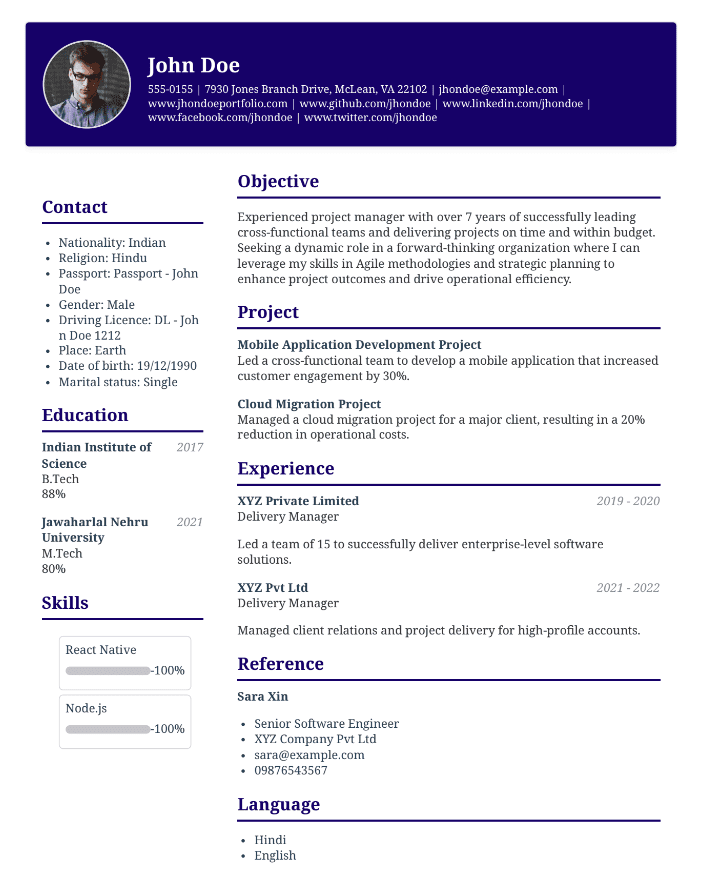 John Doe
555-0155 | 7930 Jones Branch Drive, McLean, VA 22102 | jhondoe@example.com |
www.jhondoeportfolio.com | www.github.com/jhondoe | www.linkedin.com/jhondoe |
www.facebook.com/jhondoe | www.twitter.com/jhondoe
Contact
• Nationality: Indian
• Religion: Hindu
• Passport: Passport - John
Doe
• Gender: Male
• Driving Licence: DL - Joh
n Doe 1212
• Place: Earth
• Date of birth: 19/12/1990
• Marital status: Single
Education
Indian Institute of 2017
Science
B.Tech
88%
Jawaharlal Nehru 2021
University
M.Tech
80%
Skills
React Native
-100%
Node.js
-100%
Objective
Experienced project manager with over 7 years of successfully leading
cross-functional teams and delivering projects on time and within budget.
Seeking a dynamic role in a forward-thinking organization where I can
leverage my skills in Agile methodologies and strategic planning to
enhance project outcomes and drive operational efficiency.
Project
Mobile Application Development Project
Led a cross-functional team to develop a mobile application that increased
customer engagement by 30%.
Cloud Migration Project
Managed a cloud migration project for a major client, resulting in a 20%
reduction in operational costs.
Experience
XYZ Private Limited 2019 - 2020
Delivery Manager
Led a team of 15 to successfully deliver enterprise-level software
solutions.
XYZ Pvt Ltd 2021 - 2022
Delivery Manager
Managed client relations and project delivery for high-profile accounts.
Reference
Sara Xin
• Senior Software Engineer
• XYZ Company Pvt Ltd
• sara@example.com
• 09876543567
Language
• Hindi
• English